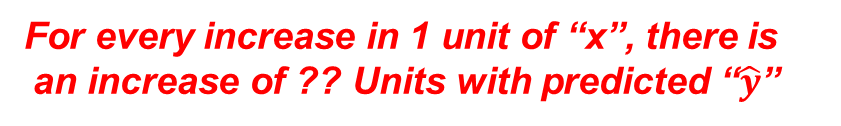 For every increase in 1 unit of “x”, there is
an increase of ?? Units with predicted “ŷ”